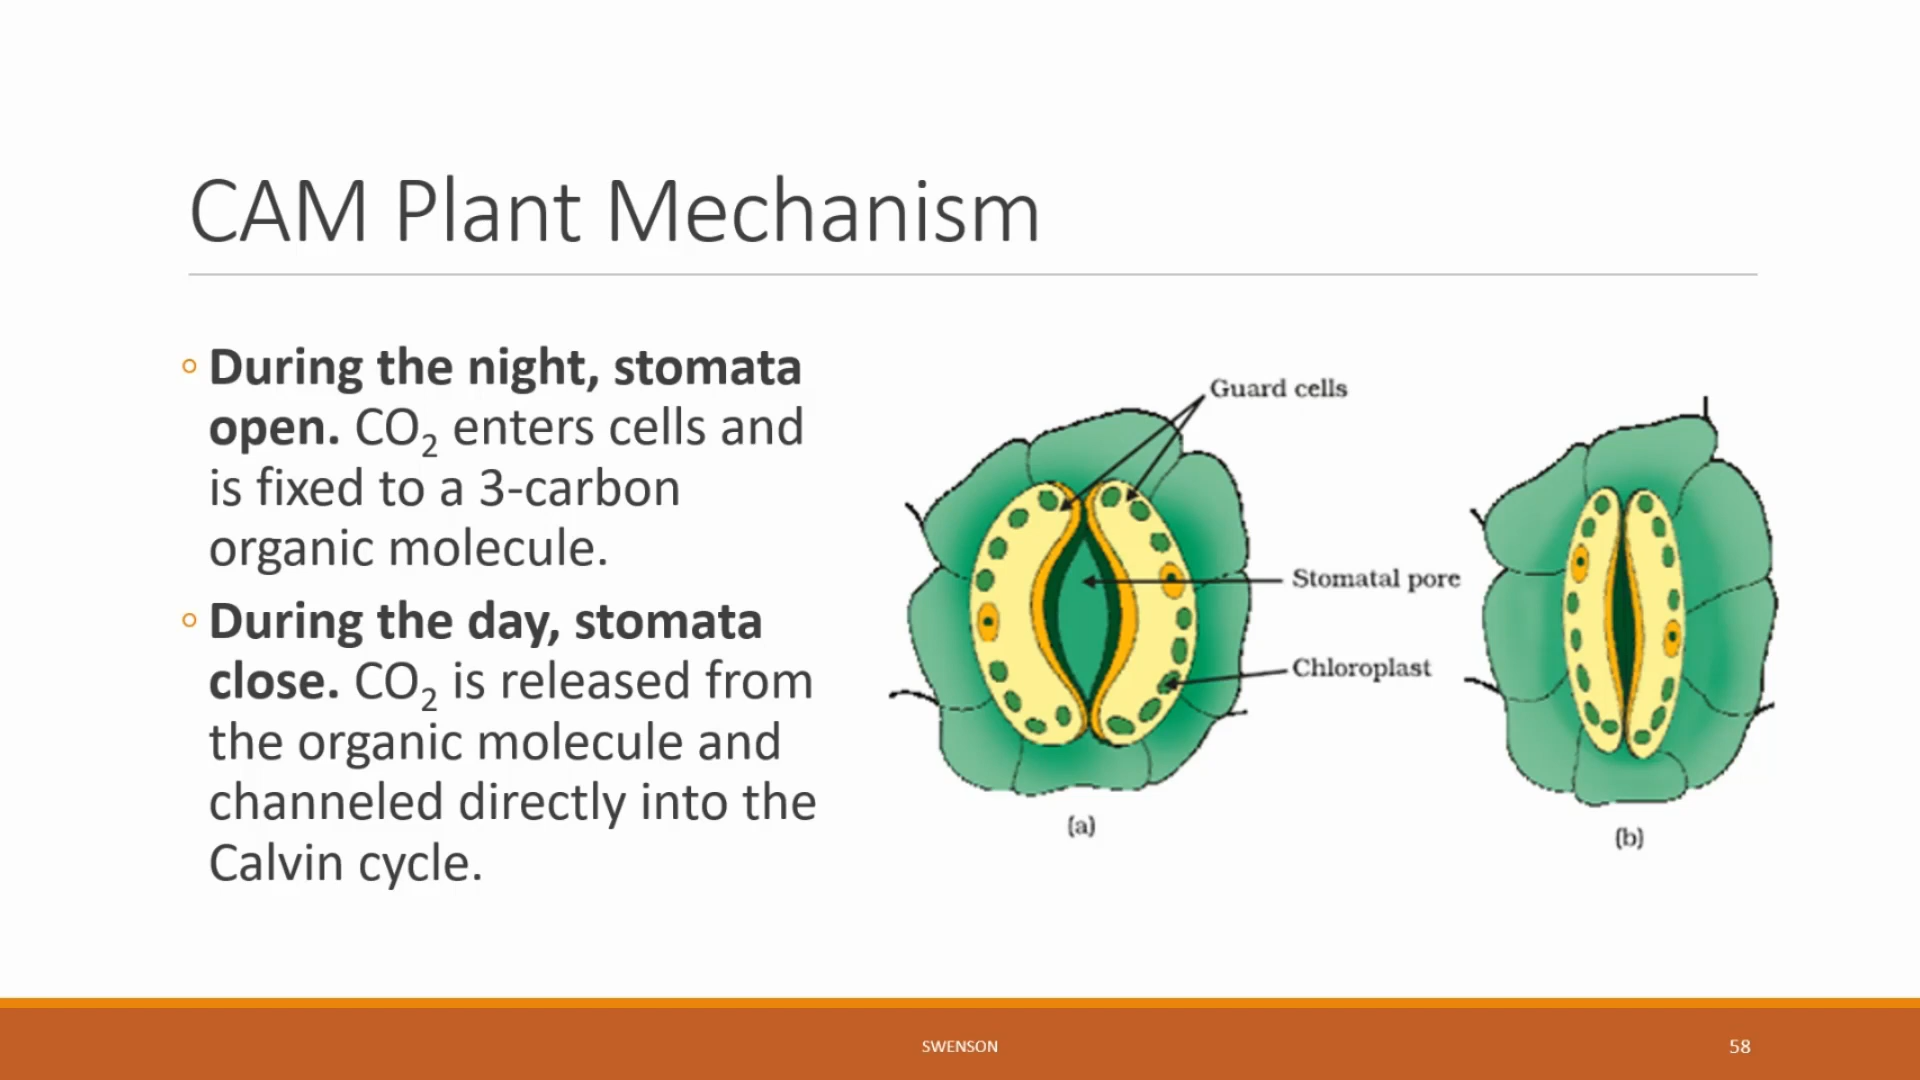 CAM Plant Mechanism
◦ During the night, stomata
open. CO₂ enters cells and
is fixed to a 3-carbon
organic molecule.
◦ During the day, stomata
close. CO₂ is released from
the organic molecule and
channeled directly into the
Calvin cycle.
Guard cells
Stomatal pore
Chloroplast
(a)
(b)
SWENSON
58